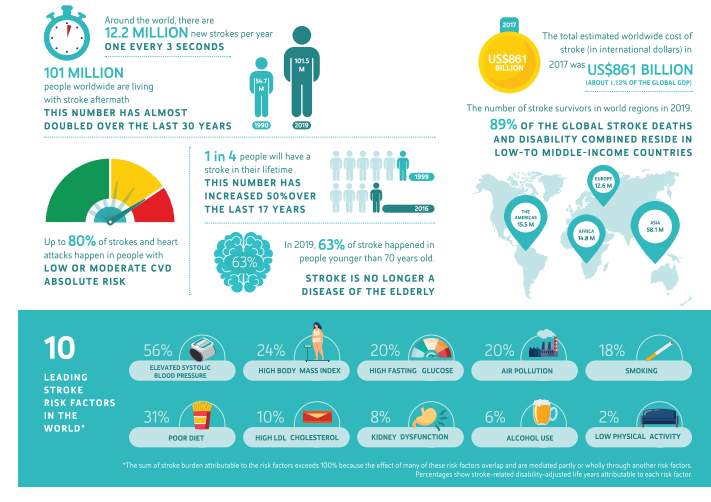 Around the world, there are
12.2 MILLION new strokes per year
ONE EVERY 3 SECONDS
101 MILLION
people worldwide are living
with stroke aftermath
THIS NUMBER HAS ALMOST
DOUBLED OVER THE LAST 30 YEARS
54.7
M
1990
101.5
M
2019
2017
US$861
BILLION
The total estimated worldwide cost of
stroke (in international dollars) in
2017 was US$861 BILLION
(ABOUT 1.12% OF THE GLOBAL GDP)
The number of stroke survivors in world regions in 2019.
89% OF THE GLOBAL STROKE DEATHS
AND DISABILITY COMBINED RESIDE IN
LOW-TO MIDDLE-INCOME COUNTRIES
Up to 80% of strokes and heart
attacks happen in people with
LOW OR MODERATE CVD
ABSOLUTE RISK
1 in 4 people will have a
stroke in their lifetime
THIS NUMBER HAS
INCREASED 50%OVER
THE LAST 17 YEARS
1999
2016
63%
In 2019, 63% of stroke happened in
people younger than 70 years old.
STROKE IS NO LONGER A
DISEASE OF THE ELDERLY
EUROPE
12.6 M
THE
AMERICAS
15.5 M
AFRICA
14.8 M
ASIA
58.1 M
10
LEADING
STROKE
RISK FACTORS
IN THE
WORLD*
56%
ELEVATED SYSTOLIC
BLOOD PRESSURE
24%
HIGH BODY MASS INDEX
20%
HIGH FASTING GLUCOSE
20%
AIR POLLUTION
18%
SMOKING
31%
POOR DIET
10%
HIGH LDL CHOLESTEROL
8%
KIDNEY DYSFUNCTION
6%
ALCOHOL USE
2%
LOW PHYSICAL ACTIVITY
*The sum of stroke burden attributable to the risk factors exceeds 100% because the effect of many of these risk factors overlap and are mediated partly or wholly through another risk factors.
Percentages show stroke-related disability-adjusted life years attributable to each risk factor.